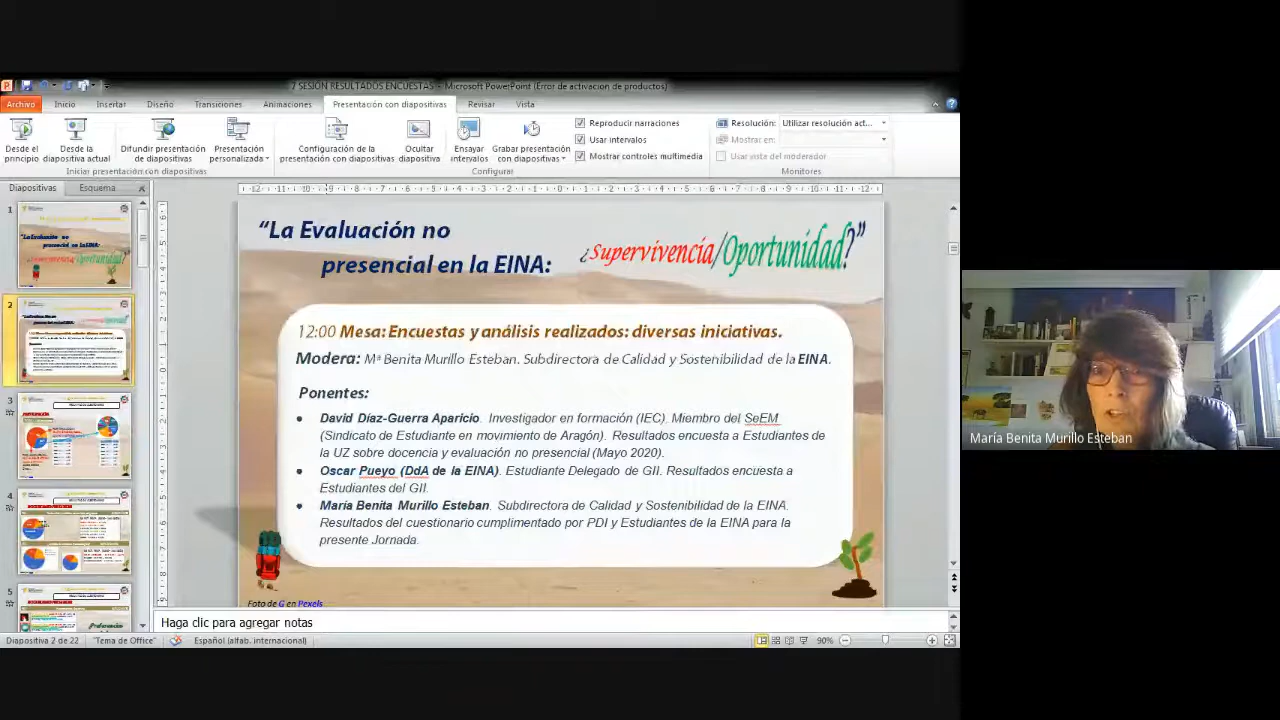 7 SESIÓN RESULTADOS ENCUESTAS - Microsoft PowerPoint (Error de activación de productos)
Archivo Inicio Insertar Diseño Transiciones Animaciones Presentación con diapositivas Revisar Vista
Desde el principio
Desde la diapositiva actual
Difundir presentación de diapositivas
Presentación personalizada
Configuración de la presentación con diapositivas
Ocultar diapositiva
Ensayar intervalos
Grabar presentación con diapositivas
Reproducir narraciones
Usar intervalos
Mostrar controles multimedia
Resolución: Utilizar resolución act...
Mostrar en:
Usar vista del moderador
Iniciar presentación con diapositivas
Configurar
Monitores
Diapositivas Esquema
1
2
3
4
5
“La Evaluación no
presencial en la EINA:
¿Supervivencia/Oportunidad?”
12:00 Mesa: Encuestas y análisis realizados: diversas iniciativas.
Modera: Mª Benita Murillo Esteban. Subdirectora de Calidad y Sostenibilidad de la EINA.
Ponentes:
● David Díaz-Guerra Aparicio. Investigador en formación (IEC). Miembro del SeEM
(Sindicato de Estudiante en movimiento de Aragón). Resultados encuesta a Estudiantes de
la UZ sobre docencia y evaluación no presencial (Mayo 2020).
● Oscar Pueyo (DdA de la EINA). Estudiante Delegado de GII. Resultados encuesta a
Estudiantes del GII.
● María Benita Murillo Esteban. Subdirectora de Calidad y Sostenibilidad de la EINA.
Resultados del cuestionario cumplimentado por PDI y Estudiantes de la EINA para
presente Jornada.
Foto de G en Pexels
Haga clic para agregar notas
Diapositiva 2 de 22 "Tema de Office" Español (alfab. internacional) 90%
María Benita Murillo Esteban